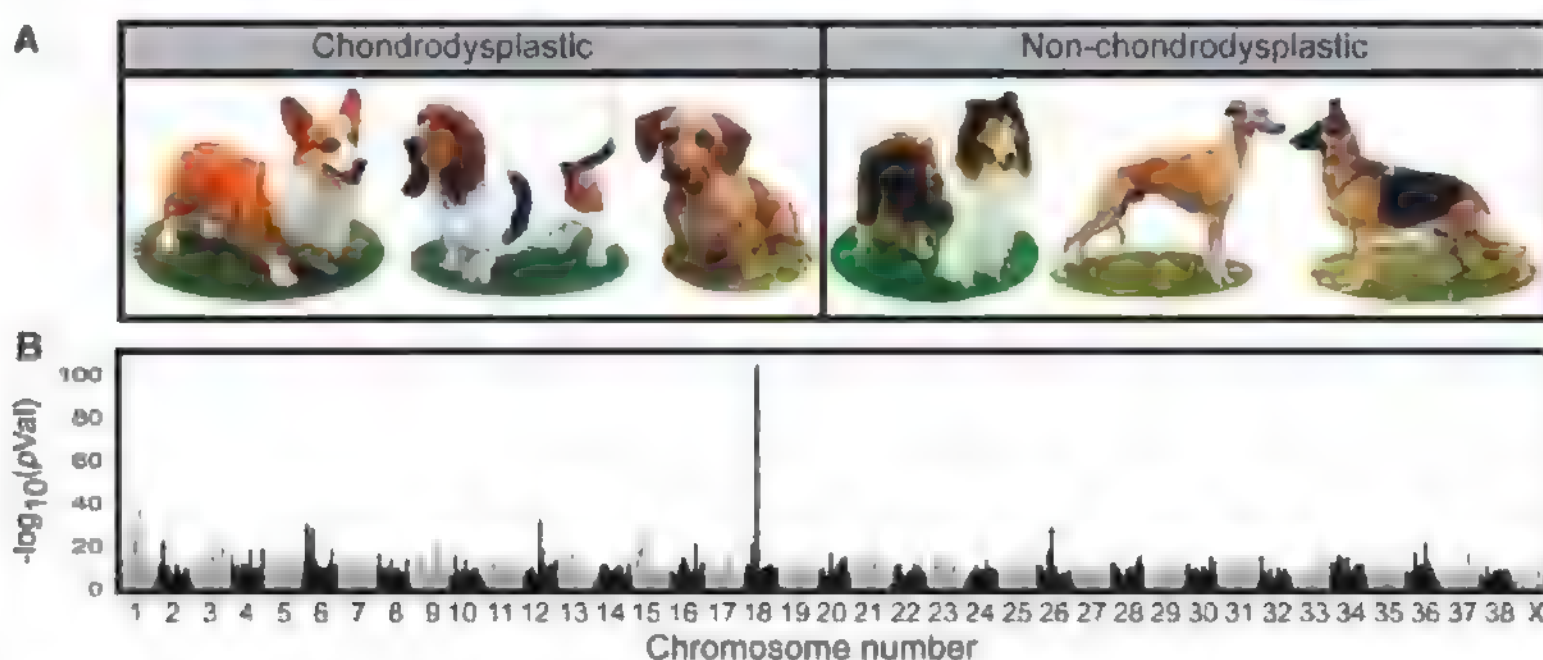 A
Chondrodysplastic Non-chondrodysplastic
B
-log10(pVal)
100
80
60
40
20
0
1 2 3 4 5 6 7 8 9 10 11 12 13 14 15 16 17 18 19 20 21 22 23 24 25 26 27 28 29 30 31 32 33 34 35 36 37 38 X
Chromosome number